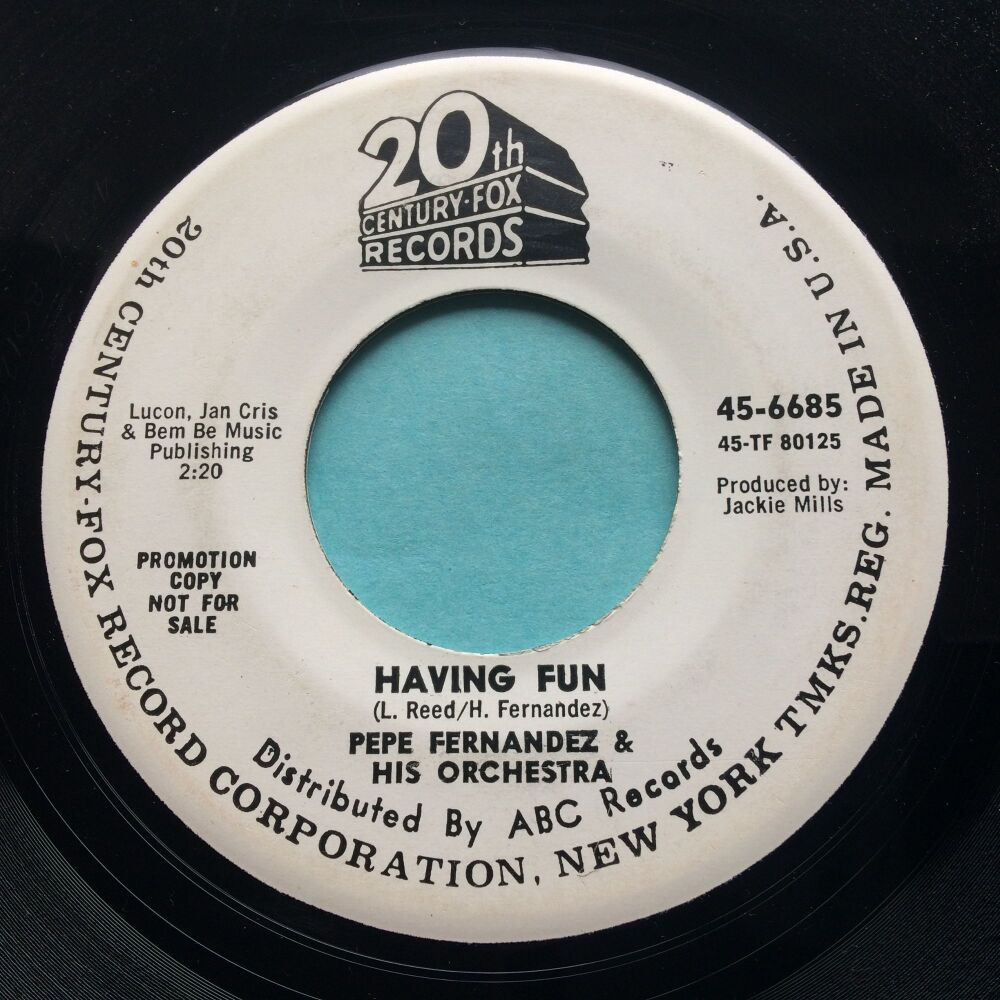 20th
CENTURY-FOX
RECORDS
Lucon, Jan Cris
& Bem Be Music
Publishing
2:20
PROMOTION
COPY
NOT FOR
SALE
45-6685
45-TF 80125
Produced by:
Jackie Mills
HAVING FUN
(L. Reed/H. Fernandez)
PEPE FERNANDEZ &
HIS ORCHESTRA
Distributed By ABC Records
20th CENTURY-FOX RECORD CORPORATION, NEW YORK TMKS. REG. MADE IN U.S.A.